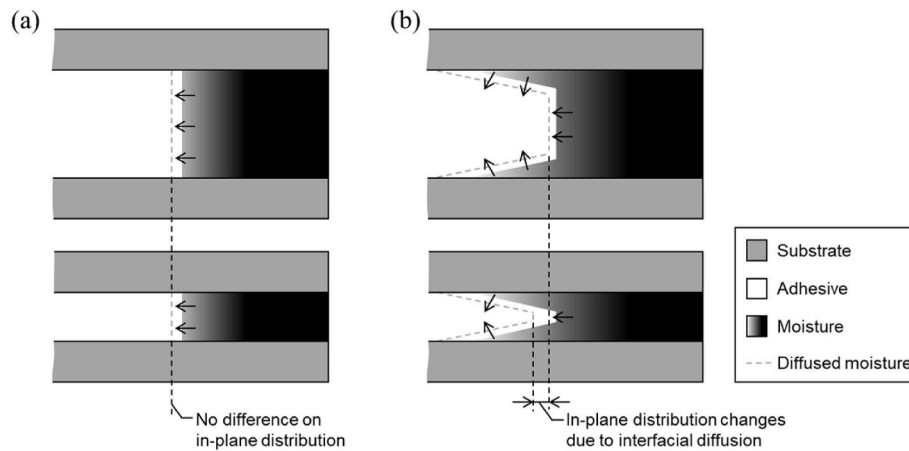 (a)
(b)
Substrate
Adhesive
Moisture
Diffused moisture
No difference on
in-plane distribution
In-plane distribution changes
due to interfacial diffusion